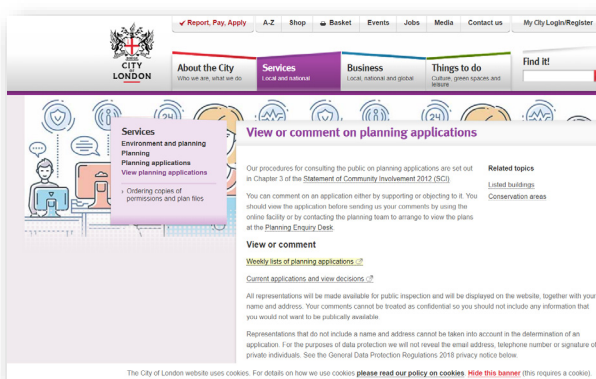 Report, Pay, Apply A-Z Shop Basket Events Jobs Media Contact us My City Login/Register
CITY
OF
LONDON
About the City
Who we are, what we do
Services
Local and national
Business
Local, national and global
Things to do
Culture, green spaces and
leisure
Find it!
24
24
Services
Environment and planning
Planning
Planning applications
View planning applications
Ordering copies of
permissions and plan files
View or comment on planning applications
Our procedures for consulting the public on planning applications are set out
in Chapter 3 of the Statement of Community Involvement 2012 (SCI).
You can comment on an application either by supporting or objecting to it. You
should view the application before sending us your comments by using the
online facility or by contacting the planning team to arrange to view the plans
at the Planning Enquiry Desk.
View or comment
Weekly lists of planning applications
Current applications and view decisions
Related topics
Listed buildings
Conservation areas
All representations will be made available for public inspection and will be displayed on the website, together with your
name and address. Your comments cannot be treated as confidential so you should not include any information that
you would not want to be publically available.
Representations that do not include a name and address cannot be taken into account in the determination of an
application. For the purposes of data protection we will not reveal the email address, telephone number or signature of
private individuals. See the General Data Protection Regulations 2018 privacy notice below.
The City of London website uses cookies. For details on how we use cookies please read our policy on cookies. Hide this banner (this requires a cookie).